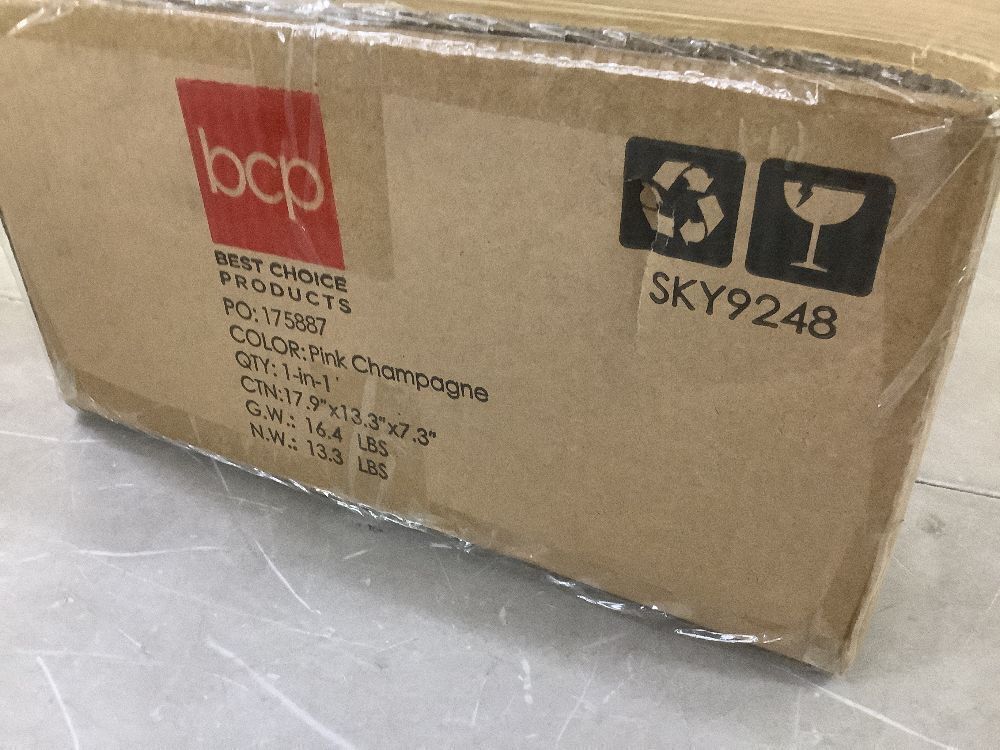 bcp
BEST CHOICE
PRODUCTS
PO: 175887
COLOR: Pink Champagne
QTY: 1-in-1
CTN: 17.9"x13.3"x7.3"
G.W.: 16.4 LBS
N.W.: 13.3 LBS
SKY9248